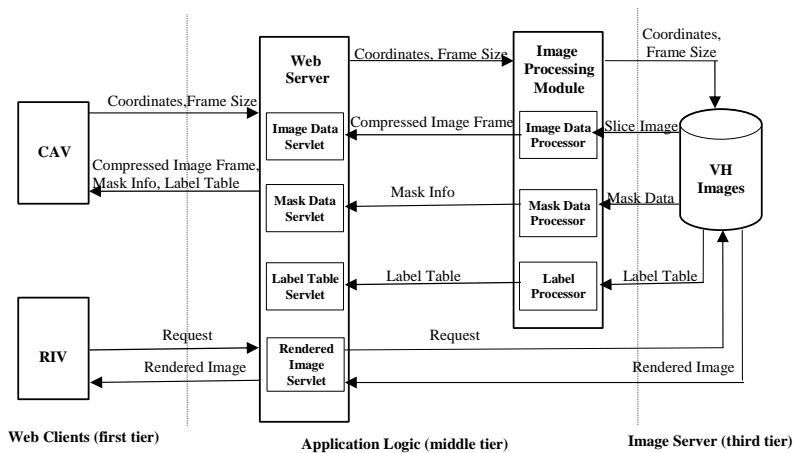 Coordinates,
Frame Size
Web
Server
Coordinates, Frame Size
Image
Processing
Module
Coordinates,Frame Size
CAV
Compressed Image Frame,
Mask Info, Label Table
Image Data
Servlet
Compressed Image Frame
Image Data
Processor
Slice Image
VH
Images
Mask Data
Servlet
Mask Info
Mask Data
Processor
Mask Data
Label Table
Servlet
Label Table
Label
Processor
Label Table
RIV
Request
Rendered Image
Rendered
Image
Servlet
Request
Rendered Image
Web Clients (first tier)
Application Logic (middle tier)
Image Server (third tier)